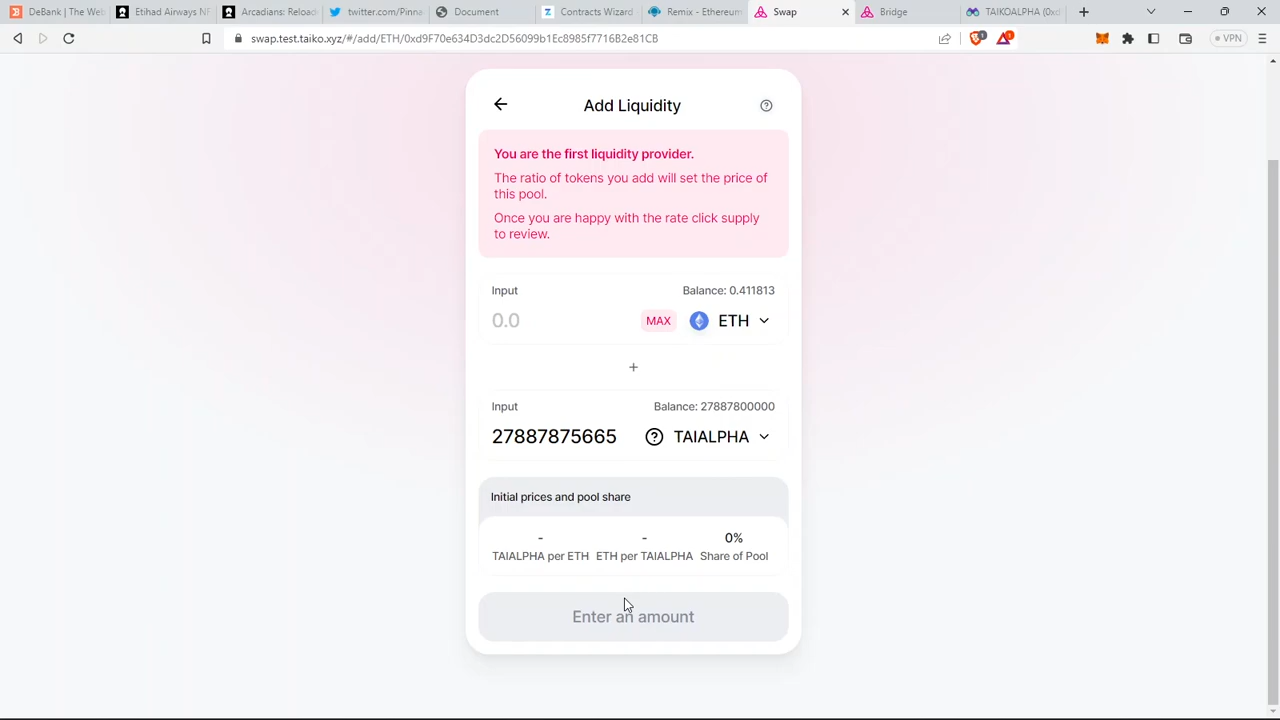 DeBank | The Web
Etihad Airways NF
Arcadians: Reload
twitter.com/Pinna
Document
Contracts Wizard
Remix - Ethereum
Swap
Bridge
TAIKOALPHA (0xd
swap.test.taiko.xyz/#/add/ETH/0xd9F70e634D3dc2D56099b1Ec8985f7716B2e81CB
1
VPN
Add Liquidity
You are the first liquidity provider.
The ratio of tokens you add will set the price of
this pool.
Once you are happy with the rate click supply
to review.
Input Balance: 0.411813
0.0 MAX ETH
+
Input Balance: 27887800000
27887875665 TAIALPHA
Initial prices and pool share
- - 0%
TAIALPHA per ETH ETH per TAIALPHA Share of Pool
Enter an amount